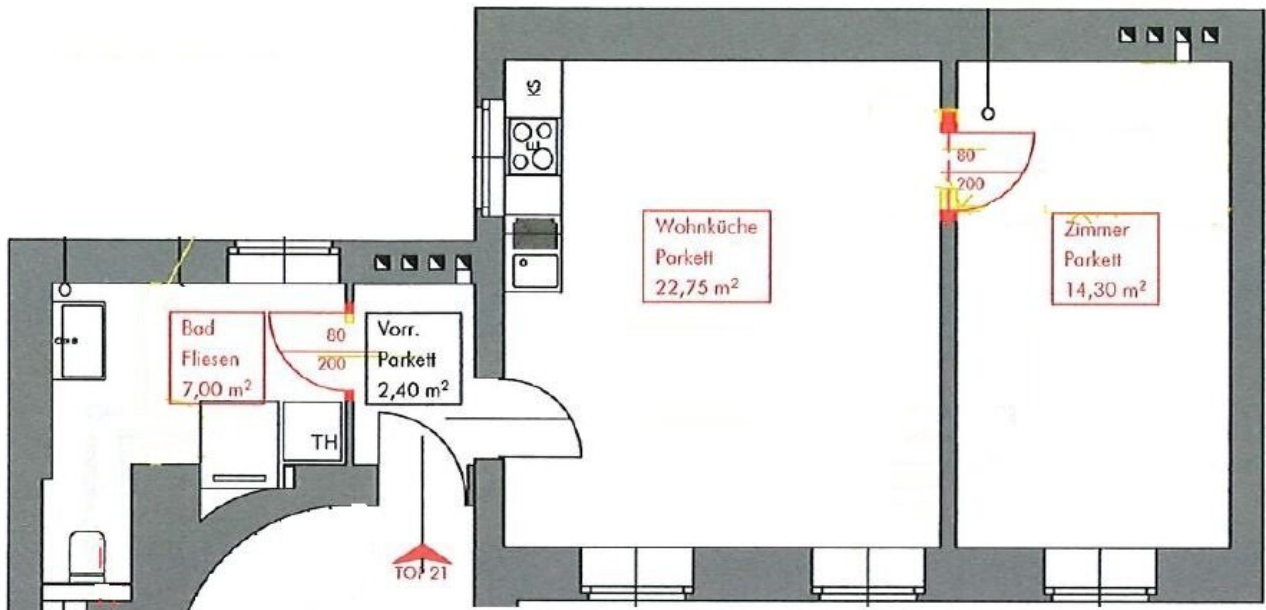 KS
E
80
200
Wohnküche
Parkett
22,75 m²
Zimmer
Parkett
14,30 m²
Bad
Fliesen
7,00 m²
80
200
Vorr.
Parkett
2,40 m²
TH
TOP 21